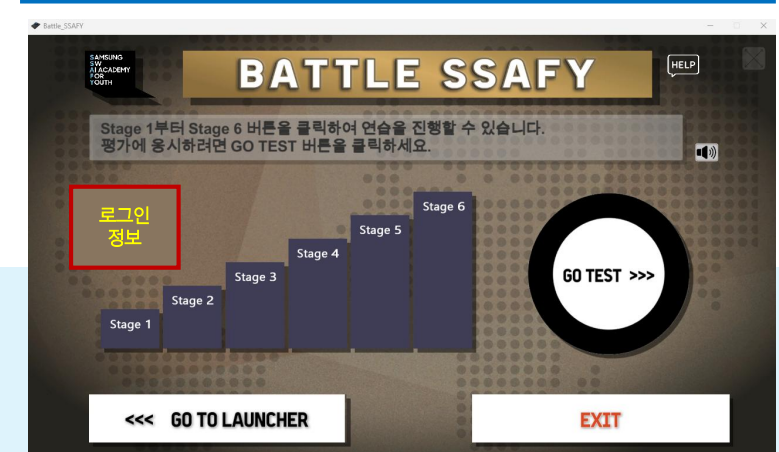 Battle_SSAFY
SAMSUNG
SW
AI ACADEMY
FOR
YOUTH
BATTLE SSAFY
HELP
Stage 1부터 Stage 6 버튼을 클릭하여 연습을 진행할 수 있습니다.
평가에 응시하려면 GO TEST 버튼을 클릭하세요.
로그인
정보
Stage 1
Stage 2
Stage 3
Stage 4
Stage 5
Stage 6
GO TEST >>>
<<< GO TO LAUNCHER
EXIT